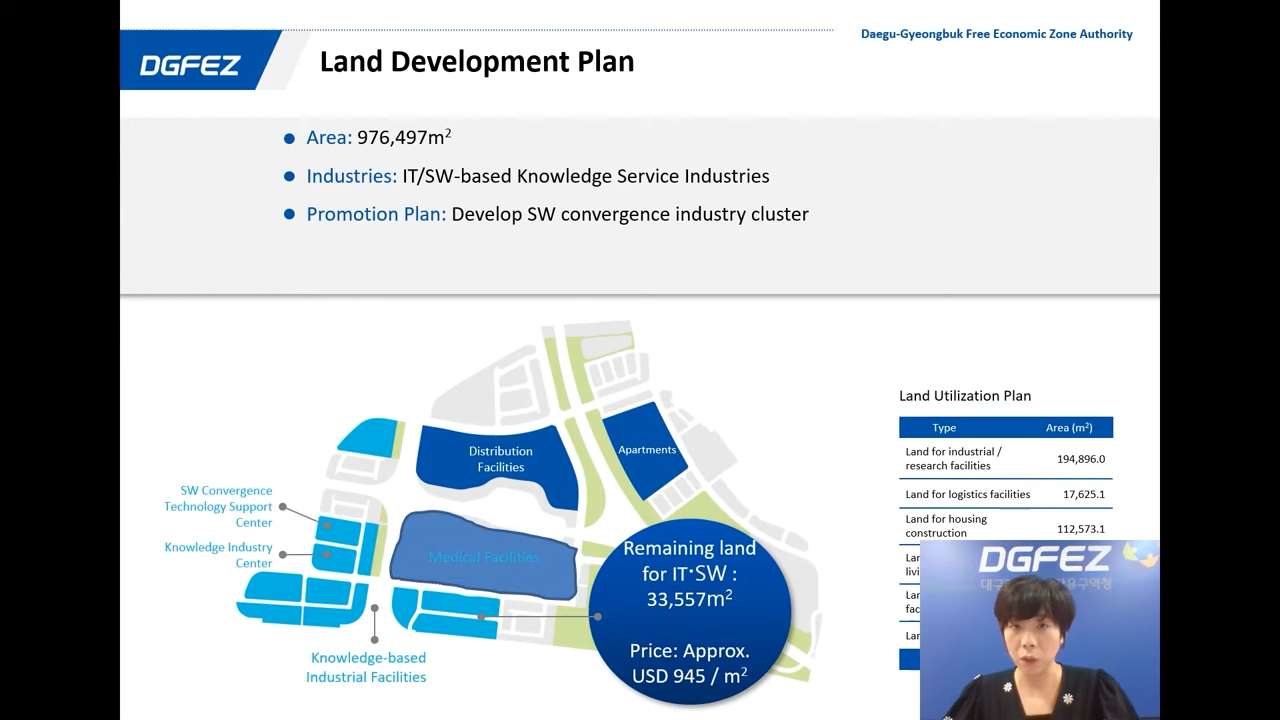 Daegu-Gyeongbuk Free Economic Zone Authority
DGFEZ
Land Development Plan
Area: 976,497m²
Industries: IT/SW-based Knowledge Service Industries
Promotion Plan: Develop SW convergence industry cluster
Distribution
Facilities
Apartments
SW Convergence
Technology Support
Center
Knowledge Industry
Center
Medical Facilities
Knowledge-based
Industrial Facilities
Remaining land
for IT·SW :
33,557m²
Price: Approx.
USD 945 / m²
Land Utilization Plan
Type Area (m²)
Land for industrial /
research facilities
194,896.0
Land for logistics facilities 17,625.1
Land for housing
construction
112,573.1
DGFEZ